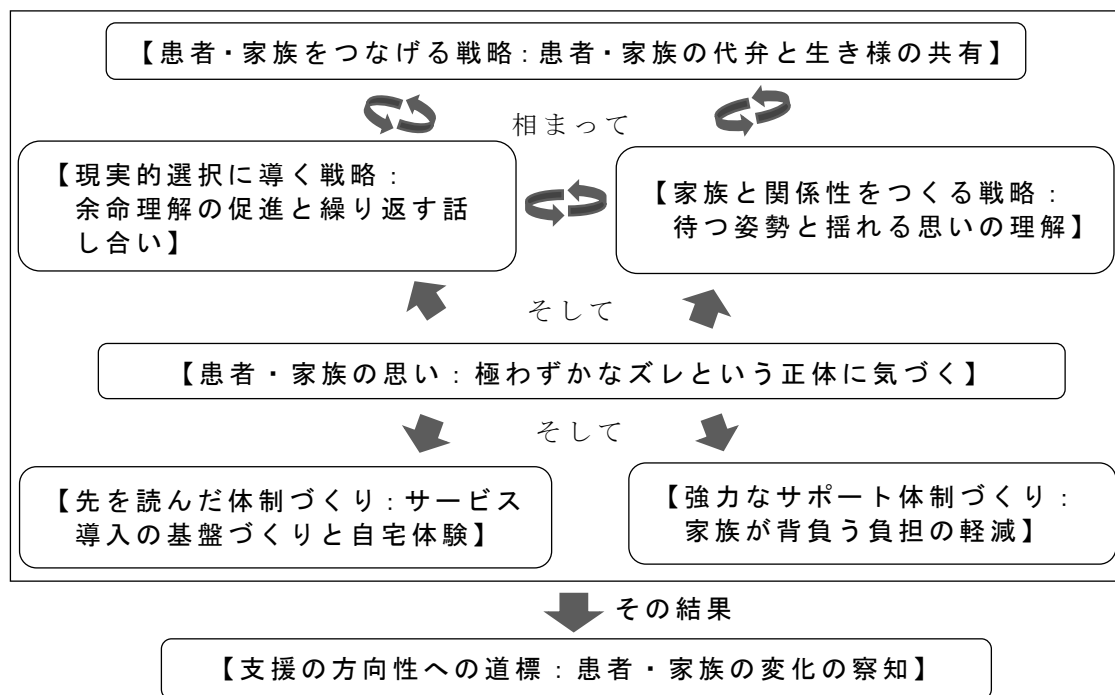 【患者・家族をつなげる戦略：患者・家族の代弁と生き様の共有】
相まって
【現実的選択に導く戦略：
余命理解の促進と繰り返す話
し合い】
【家族と関係性をつくる戦略：
待つ姿勢と揺れる思いの理解】
そして
【患者・家族の思い：極わずかなズレという正体に気づく】
そして
【先を読んだ体制づくり：サービス
導入の基盤づくりと自宅体験】
【強力なサポート体制づくり：
家族が背負う負担の軽減】
その結果
【支援の方向性への道標：患者・家族の変化の察知】